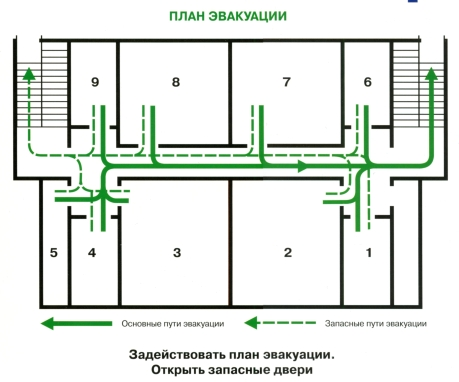 ПЛАН ЭВАКУАЦИИ
9 8 7 6
5 4 3 2 1
Основные пути эвакуации Запасные пути эвакуации
Задействовать план эвакуации.
Открыть запасные двери